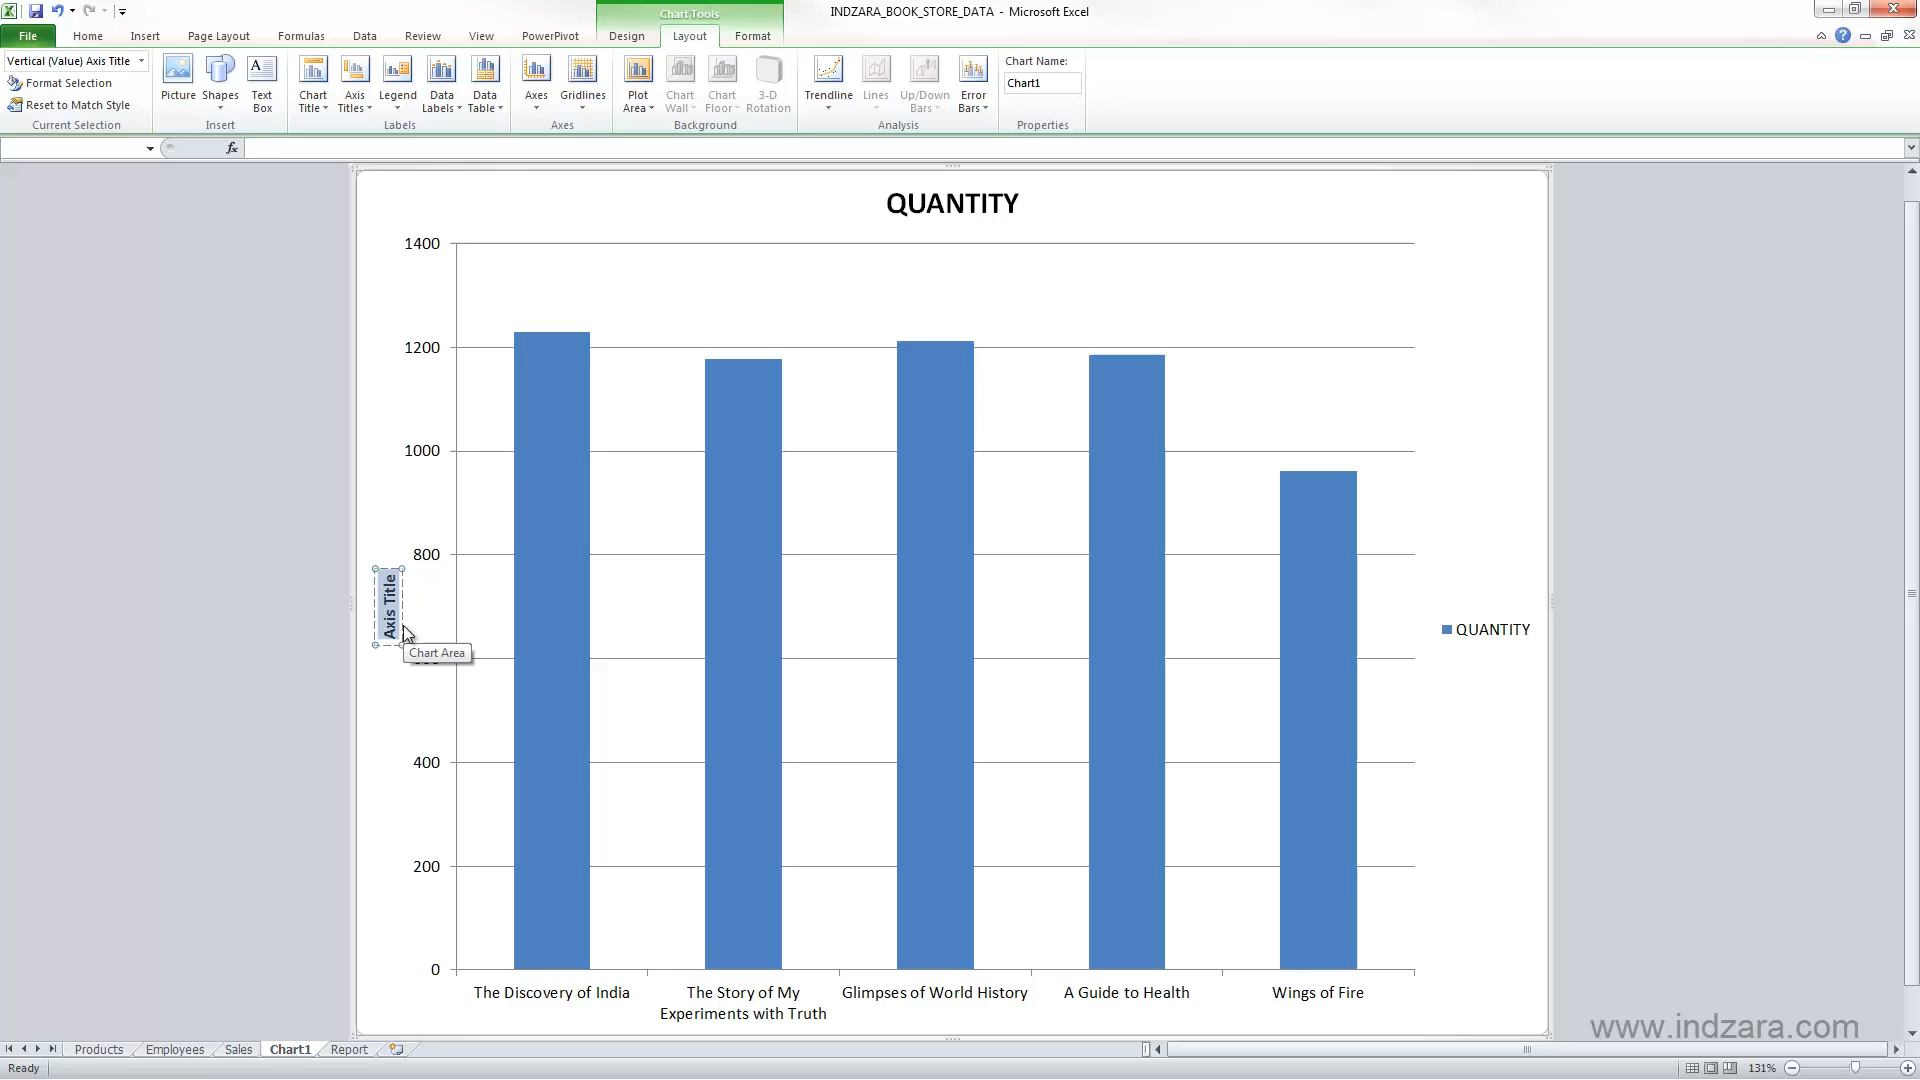 Chart Tools
INDZARA_BOOK_STORE_DATA - Microsoft Excel
File Home Insert Page Layout Formulas Data Review View PowerPivot Design Layout Format
Vertical (Value) Axis Title
Format Selection
Reset to Match Style
Current Selection
Picture
Shapes
Text Box
Insert
Chart Title
Axis Titles
Legend
Data Labels
Data Table
Labels
Axes
Gridlines
Axes
Plot Area
Chart Wall
Chart Floor
3-D Rotation
Background
Trendline
Lines
Up/Down Bars
Error Bars
Analysis
Chart Name:
Chart1
Properties
fx
QUANTITY
1400
1200
1000
800
Axis Title
Chart Area
400
200
0
QUANTITY
The Discovery of India
The Story of My
Experiments with Truth
Glimpses of World History
A Guide to Health
Wings of Fire
www.indzara.com
Products Employees Sales Chart1 Report
Ready
131%